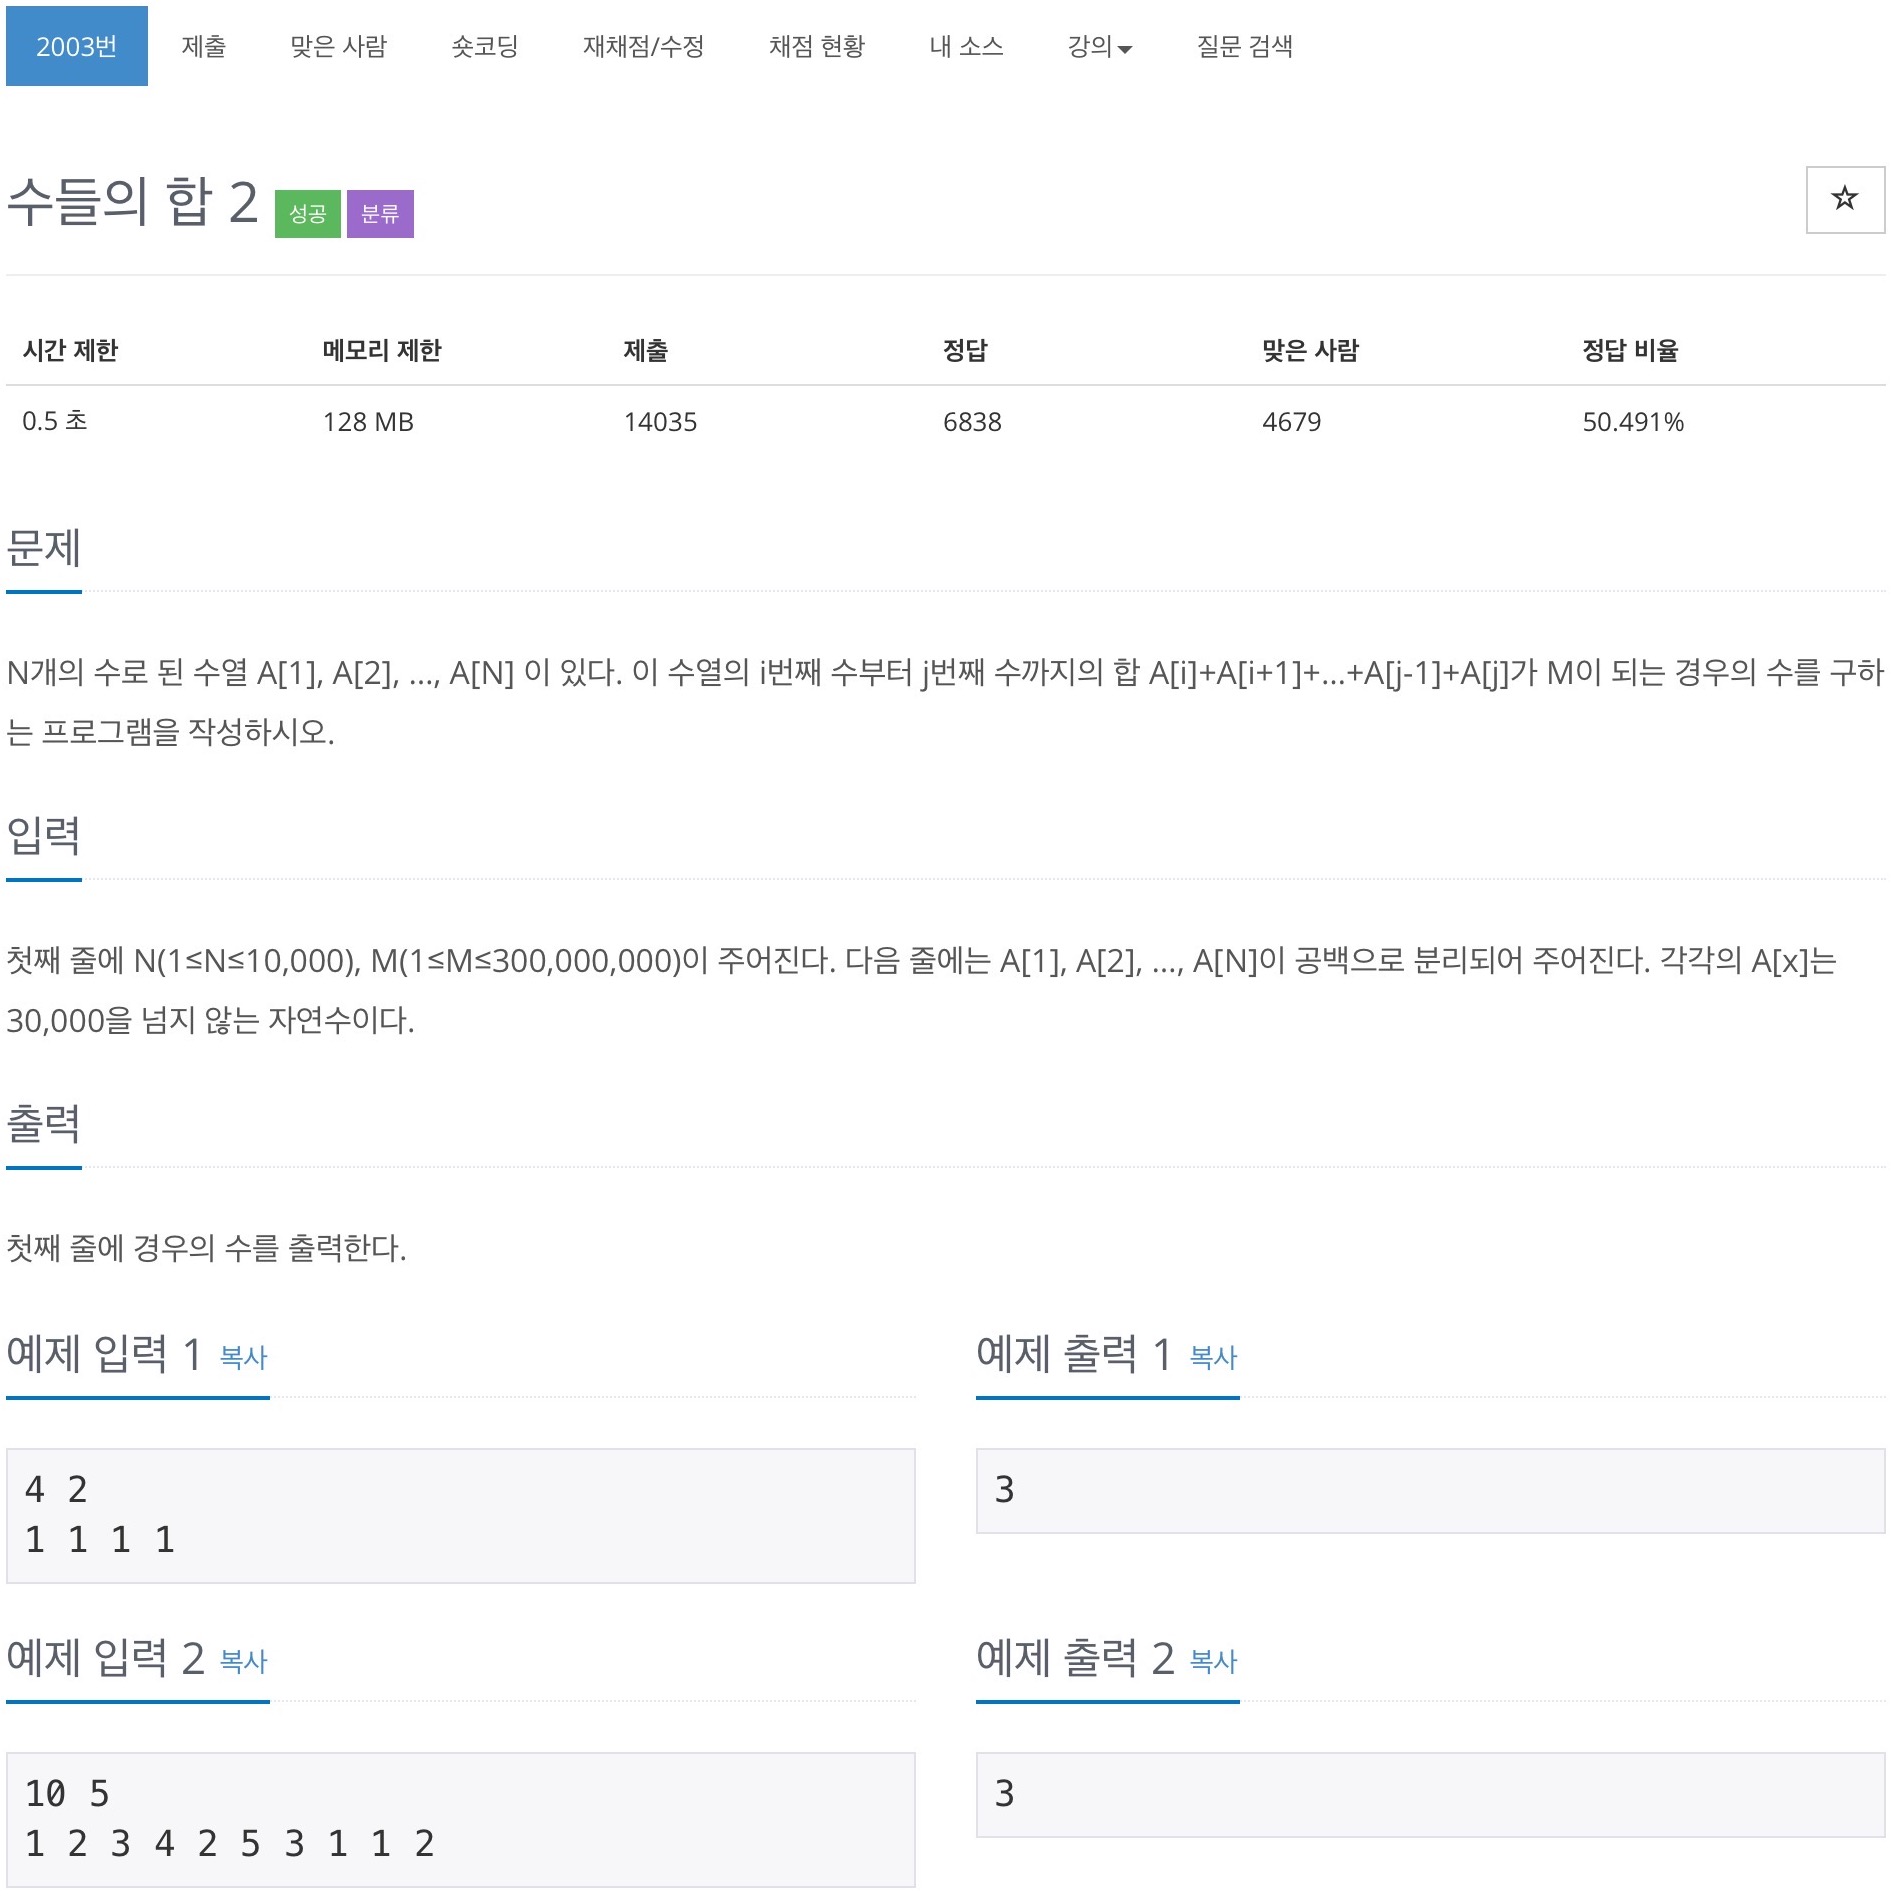 2003번 제출 맞은 사람 숏코딩 재채점/수정 채점 현황 내 소스 강의 질문 검색
수들의 합 2 성공 분류
시간 제한 메모리 제한 제출 정답 맞은 사람 정답 비율
0.5 초 128 MB 14035 6838 4679 50.491%
문제
N개의 수로 된 수열 A[1], A[2], …, A[N] 이 있다. 이 수열의 i번째 수부터 j번째 수까지의 합 A[i]+A[i+1]+…+A[j-1]+A[j]가 M이 되는 경우의 수를 구하
는 프로그램을 작성하시오.
입력
첫째 줄에 N(1≤N≤10,000), M(1≤M≤300,000,000)이 주어진다. 다음 줄에는 A[1], A[2], …, A[N]이 공백으로 분리되어 주어진다. 각각의 A[x]는
30,000을 넘지 않는 자연수이다.
출력
첫째 줄에 경우의 수를 출력한다.
예제 입력 1 복사
4 2
1 1 1 1
예제 출력 1 복사
3
예제 입력 2 복사
10 5
1 2 3 4 2 5 3 1 1 2
예제 출력 2 복사
3